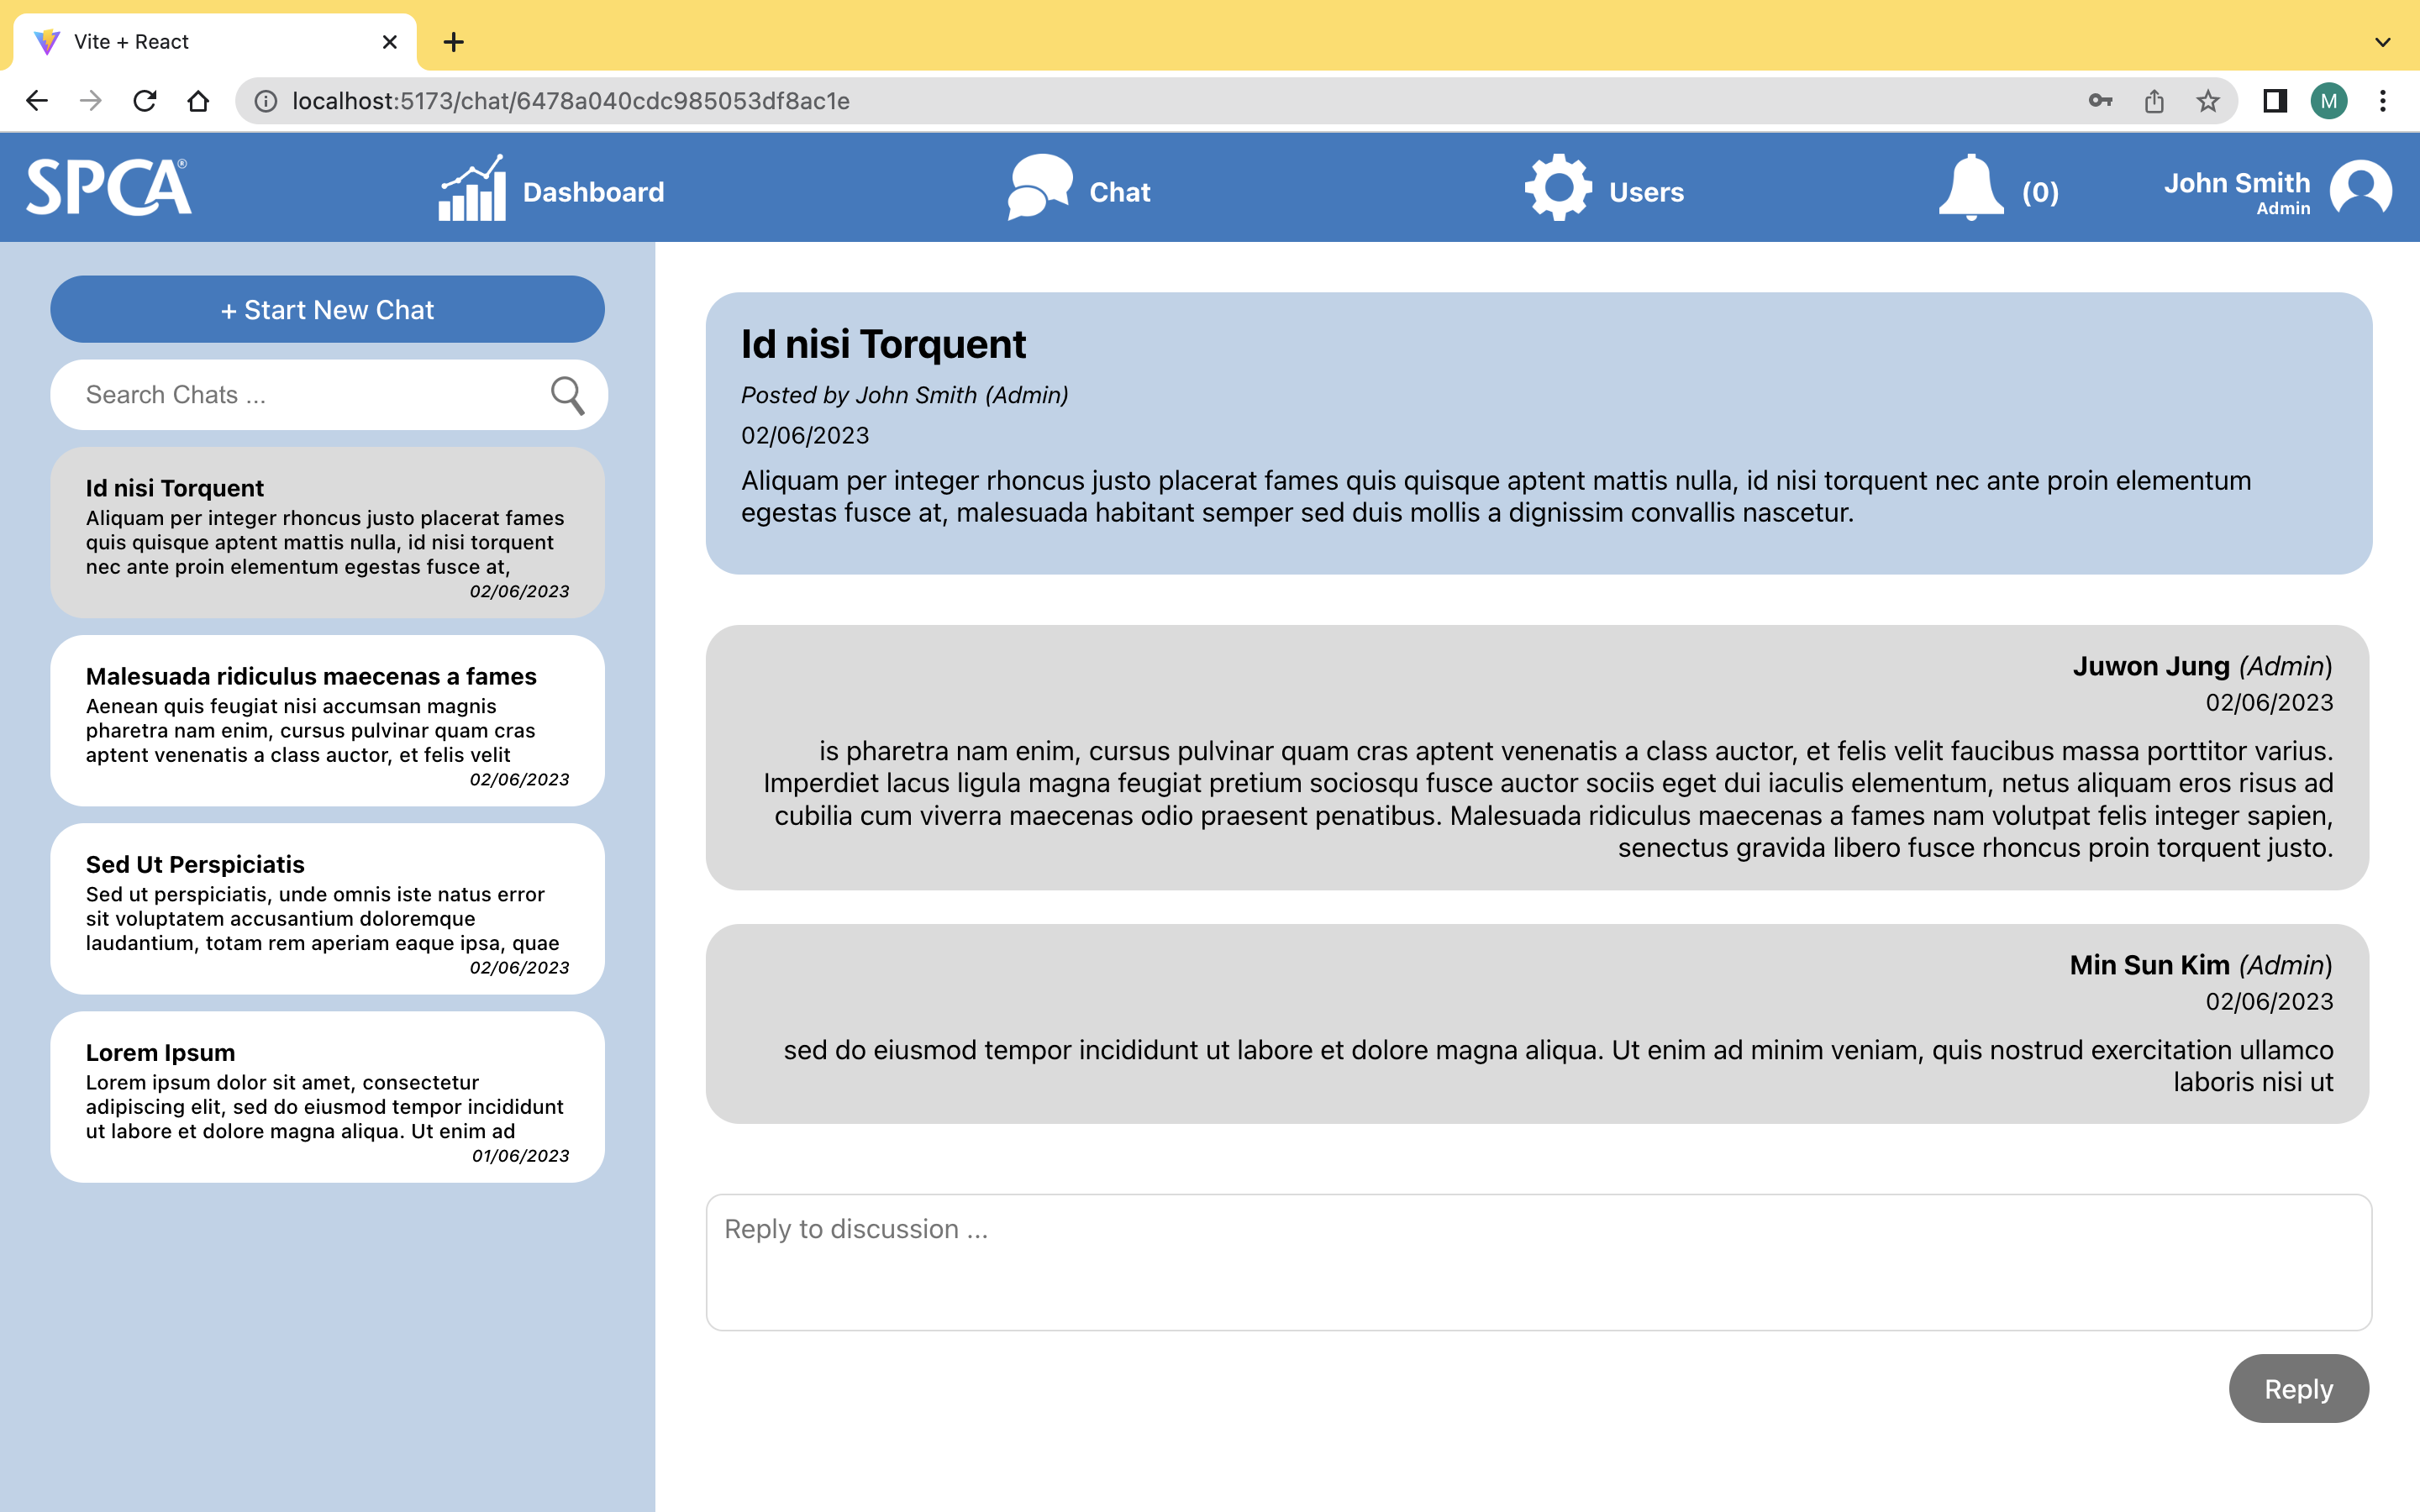 Vite + React
localhost:5173/chat/6478a040cdc985053df8ac1e
M
SPCA®
Dashboard
Chat
Users
(0)
John Smith
Admin
+ Start New Chat
Search Chats ...
Id nisi Torquent
Aliquam per integer rhoncus justo placerat fames
quis quisque aptent mattis nulla, id nisi torquent
nec ante proin elementum egestas fusce at,
02/06/2023
Malesuada ridiculus maecenas a fames
Aenean quis feugiat nisi accumsan magnis
pharetra nam enim, cursus pulvinar quam cras
aptent venenatis a class auctor, et felis velit
02/06/2023
Sed Ut Perspiciatis
Sed ut perspiciatis, unde omnis iste natus error
sit voluptatem accusantium doloremque
laudantium, totam rem aperiam eaque ipsa, quae
02/06/2023
Lorem Ipsum
Lorem ipsum dolor sit amet, consectetur
adipiscing elit, sed do eiusmod tempor incididunt
ut labore et dolore magna aliqua. Ut enim ad
01/06/2023
Id nisi Torquent
Posted by John Smith (Admin)
02/06/2023
Aliquam per integer rhoncus justo placerat fames quis quisque aptent mattis nulla, id nisi torquent nec ante proin elementum
egestas fusce at, malesuada habitant semper sed duis mollis a dignissim convallis nascetur.
Juwon Jung (Admin)
02/06/2023
is pharetra nam enim, cursus pulvinar quam cras aptent venenatis a class auctor, et felis velit faucibus massa porttitor varius.
Imperdiet lacus ligula magna feugiat pretium sociosqu fusce auctor sociis eget dui iaculis elementum, netus aliquam eros risus ad
cubilia cum viverra maecenas odio praesent penatibus. Malesuada ridiculus maecenas a fames nam volutpat felis integer sapien,
senectus gravida libero fusce rhoncus proin torquent justo.
Min Sun Kim (Admin)
02/06/2023
sed do eiusmod tempor incididunt ut labore et dolore magna aliqua. Ut enim ad minim veniam, quis nostrud exercitation ullamco
laboris nisi ut
Reply to discussion ...
Reply